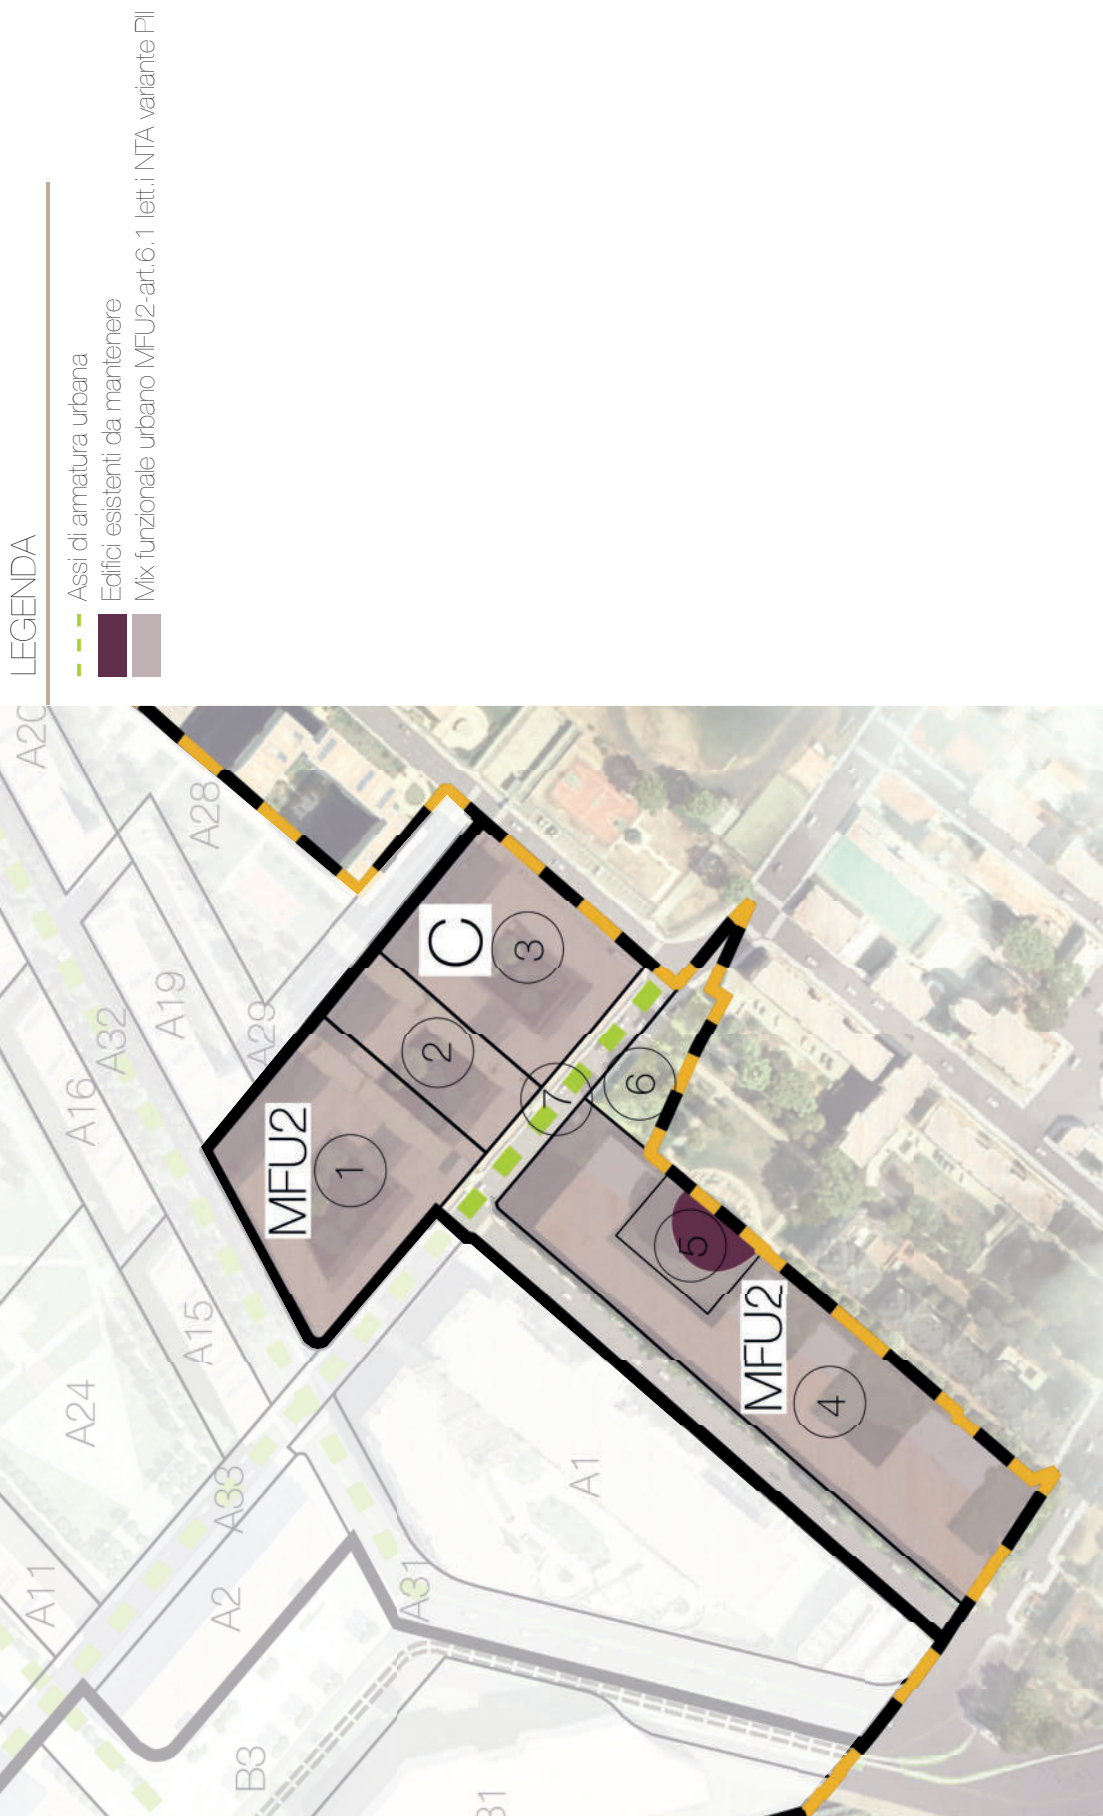 LEGENDA
Assi di armatura urbana
Edifici esistenti da mantenere
Mix funzionale urbano MFU2-art.6.1 lett.i NTA variante PII
A11
A24
A16
A32
A20
A2
A33
A15
A19
A29
A28
B3
A31
A1
MFU2
1
2
C
3
7
6
5
MFU2
4